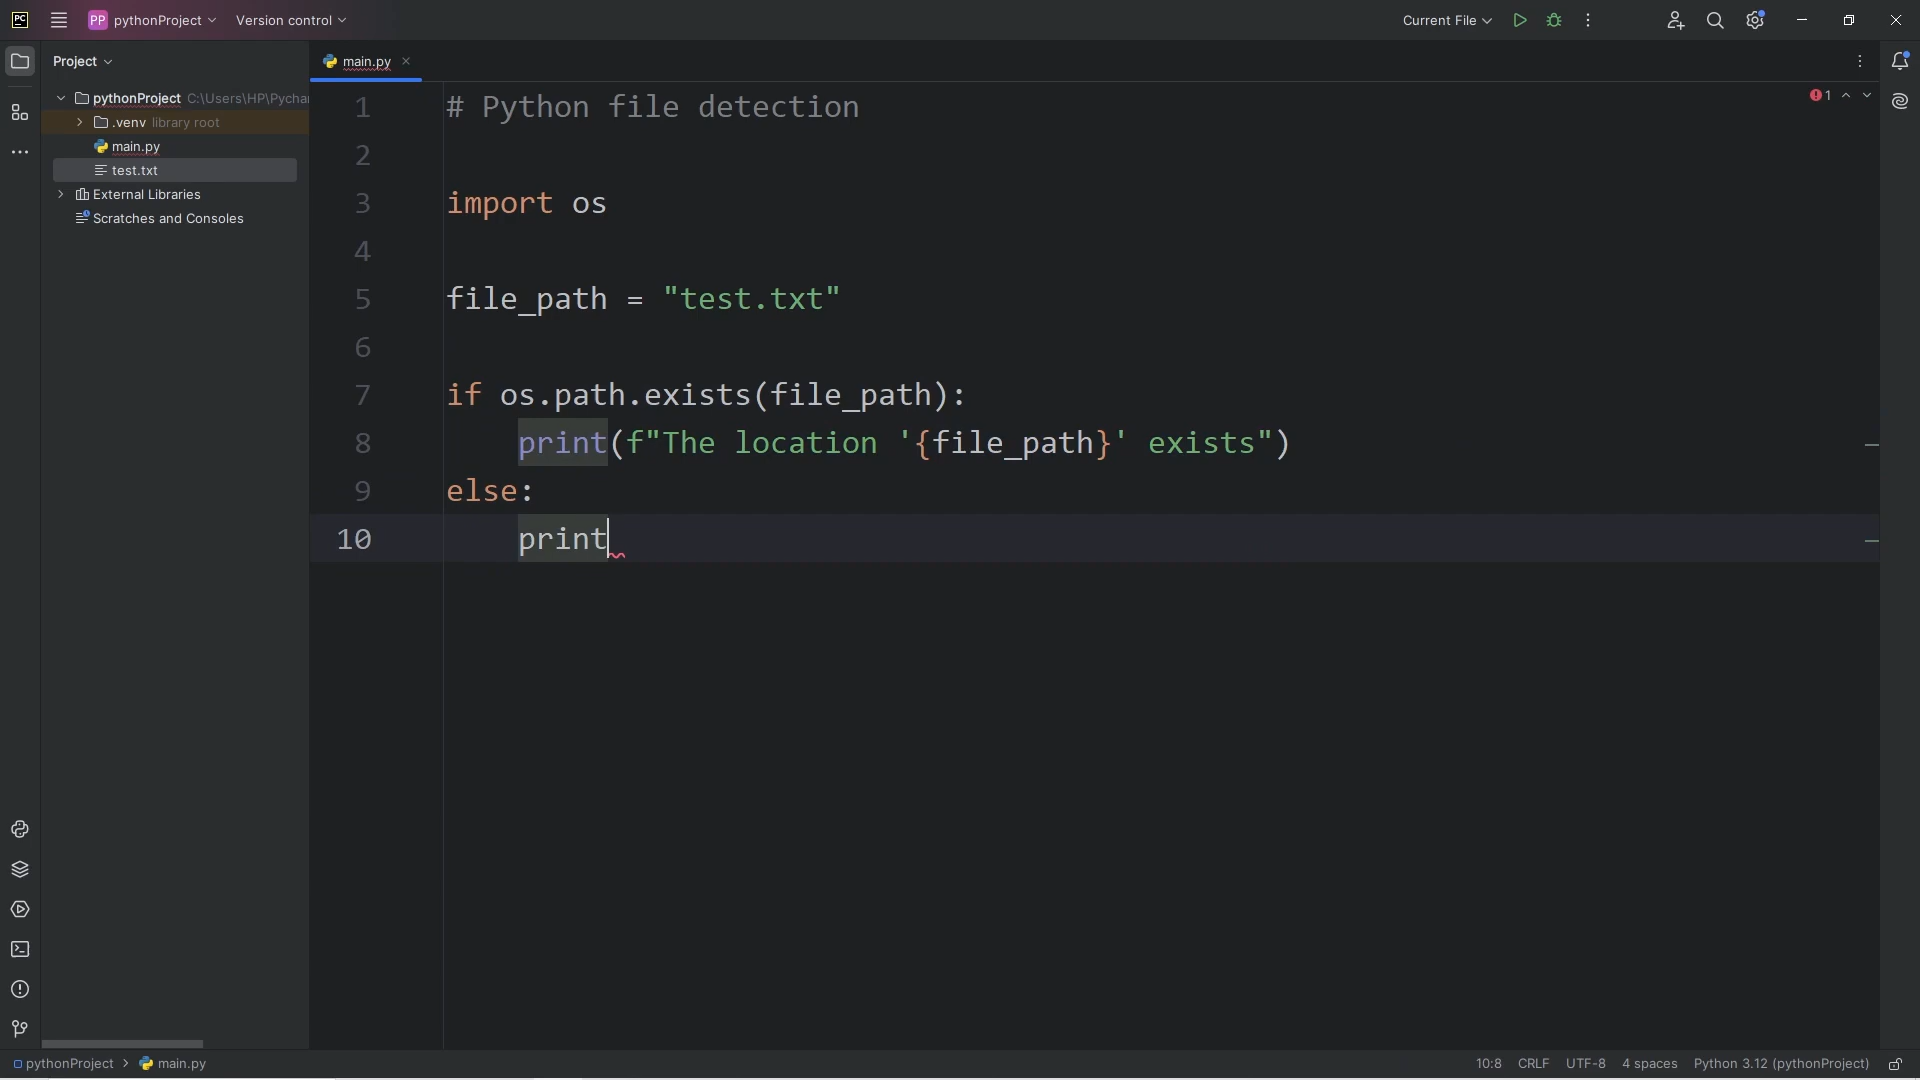 PC
PP pythonProject Version control
Current File
Project
main.py
pythonProject C:\Users\HP\Pychar
.venv library root
main.py
test.txt
External Libraries
Scratches and Consoles
1
1 # Python file detection
2
3 import os
4
5 file_path = "test.txt"
6
7 if os.path.exists(file_path):
8 print(f"The location '{file_path}' exists")
9 else:
10 print
pythonProject > main.py
10:8 CRLF UTF-8 4 spaces Python 3.12 (pythonProject)